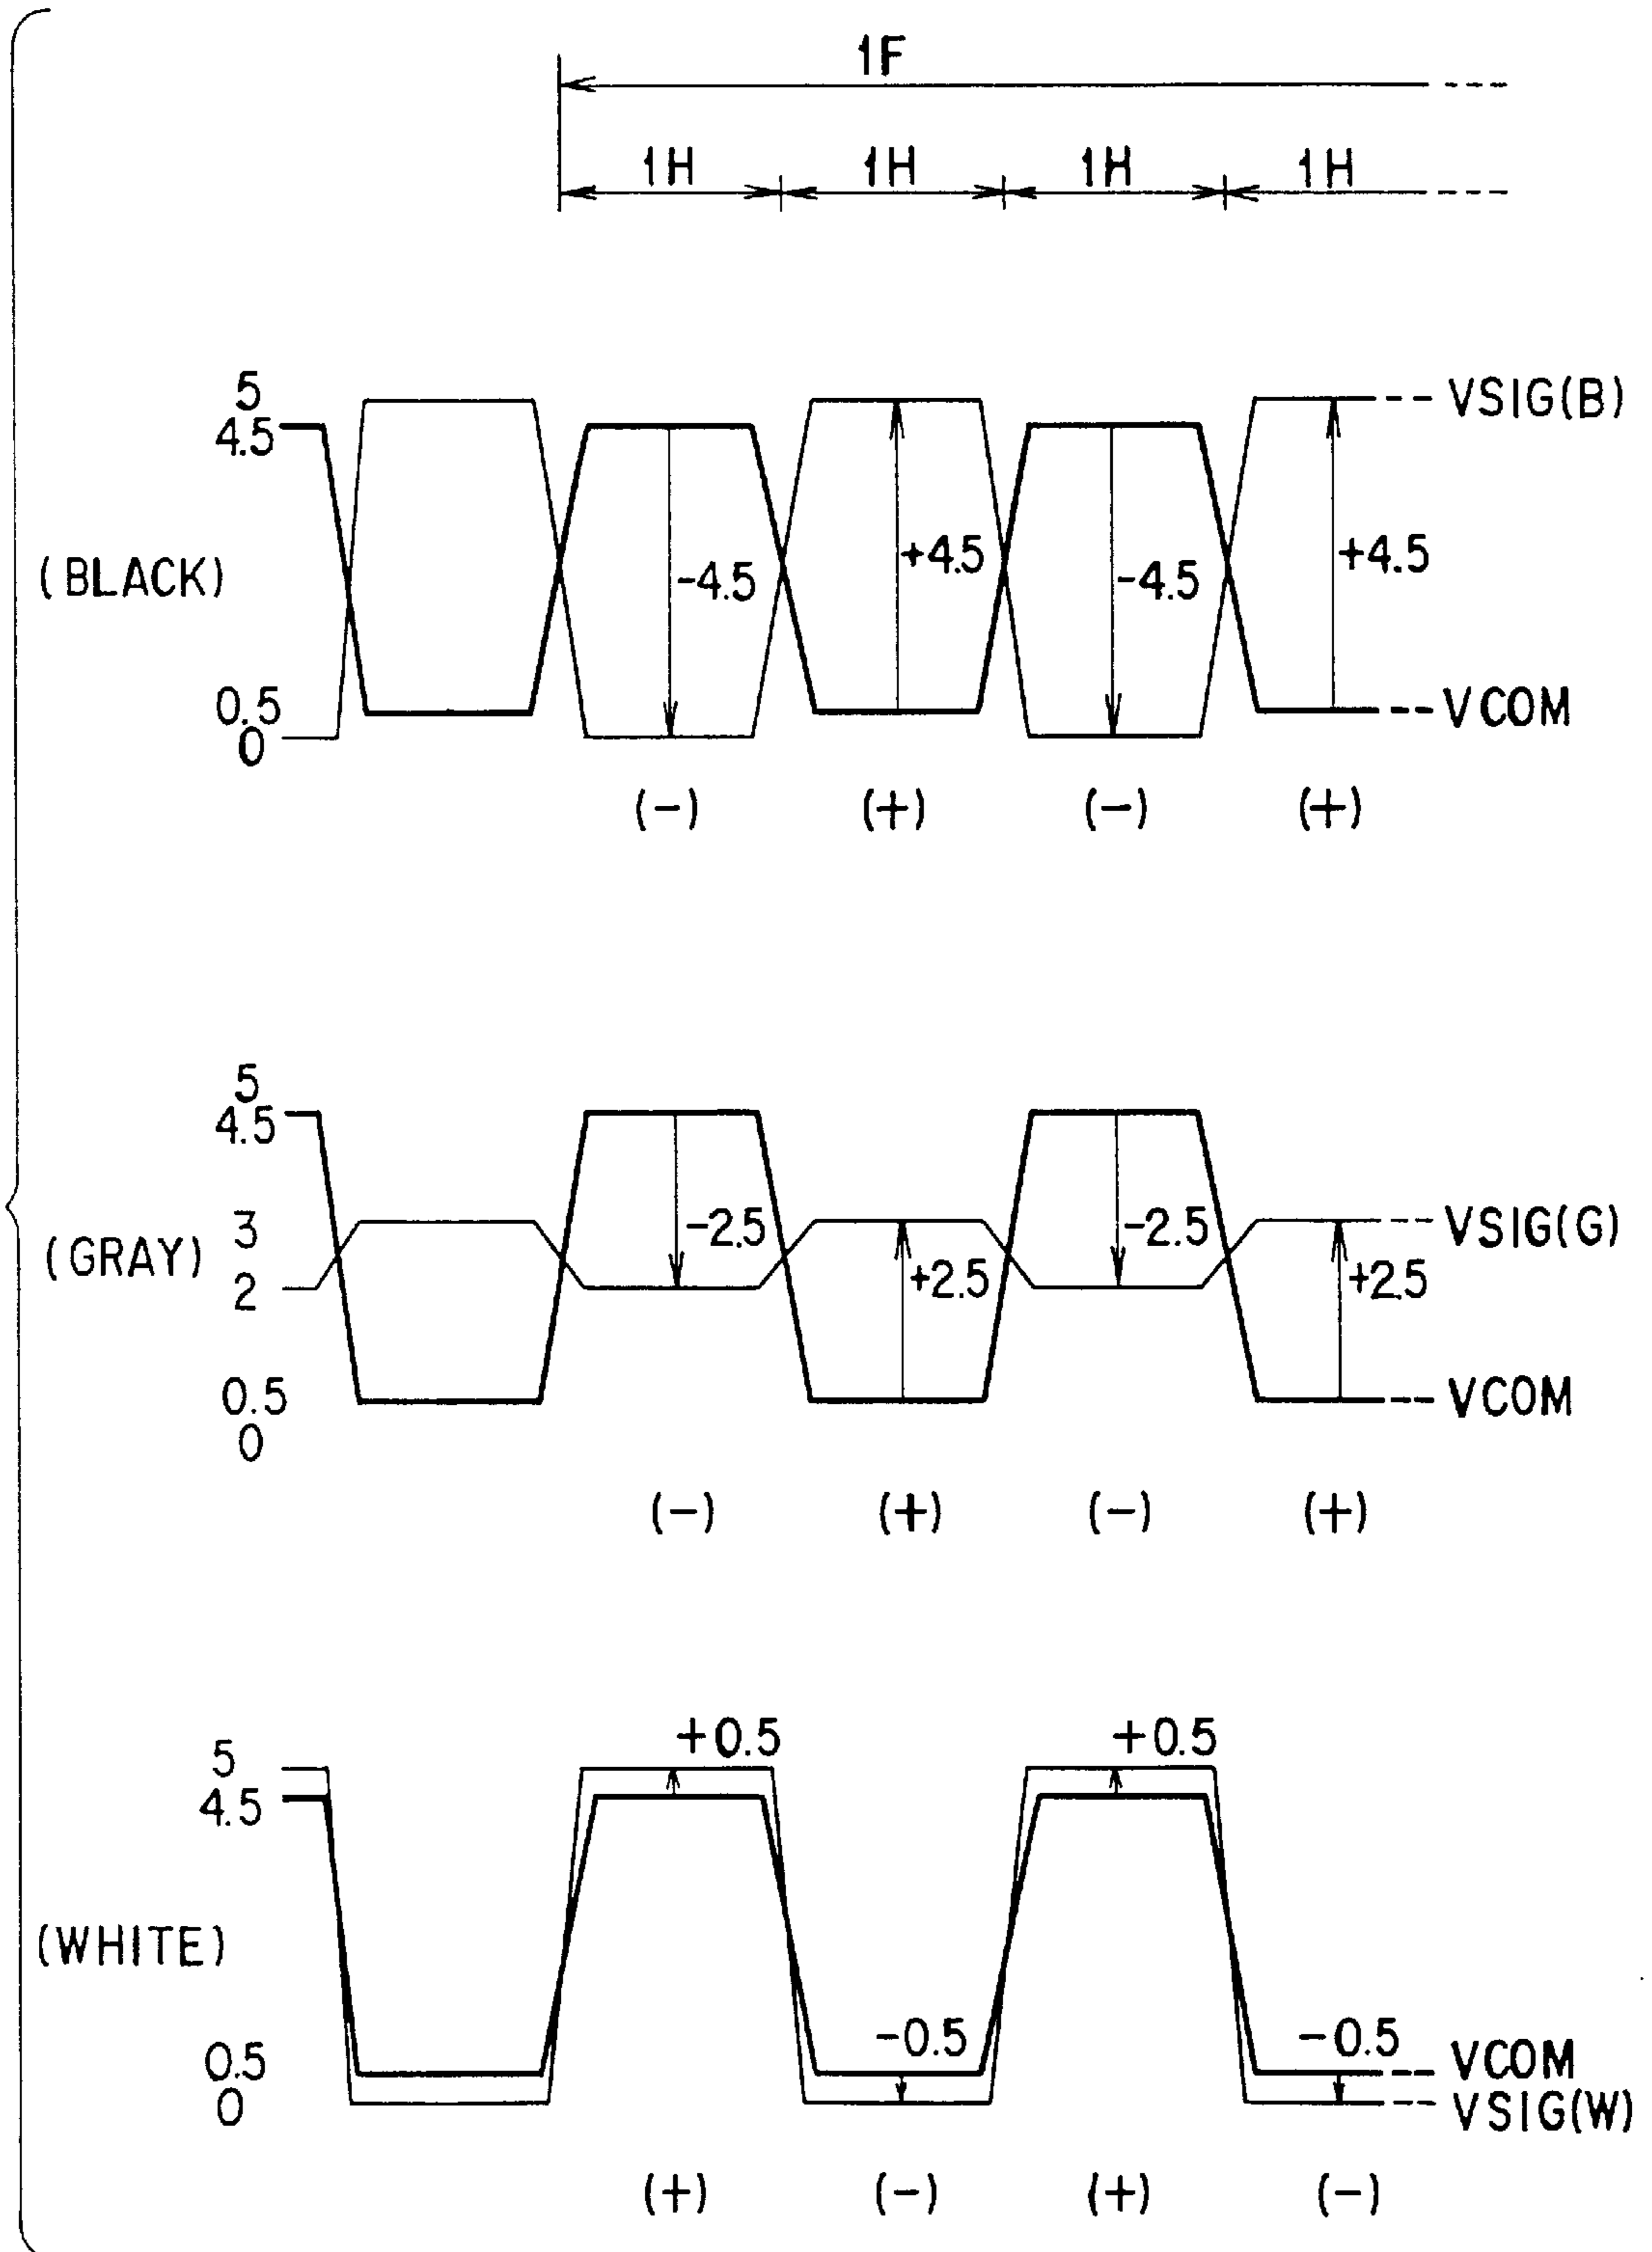 1F
1H 1H 1H 1H
5 VSIG(B)
4.5
(BLACK) -4.5 +4.5 -4.5 +4.5
0.5 VCOM
0
(-) (+) (-) (+)
5
4.5
3 -2.5 -2.5 VSIG(G)
(GRAY) +2.5 +2.5
2
0.5 VCOM
0
(-) (+) (-) (+)
+0.5 +0.5
5
4.5
(WHITE)
-0.5 -0.5
0.5 VCOM
0 VSIG(W)
(+) (-) (+) (-)